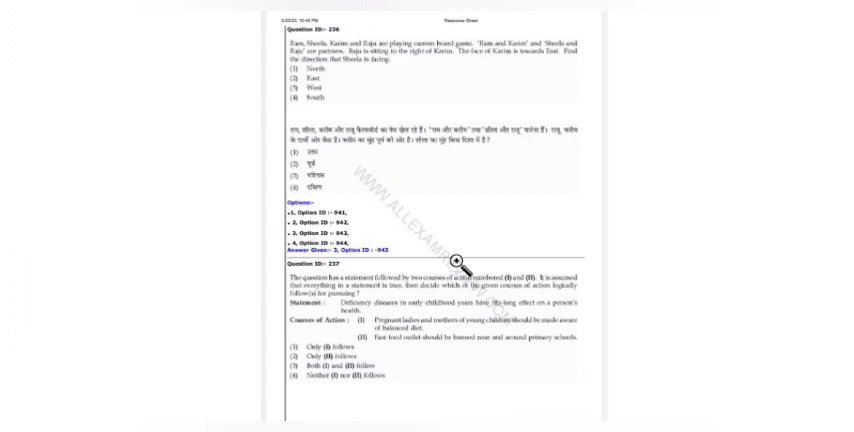 2/23/23, 10:46 PM Response Sheet
Question ID:- 236
Ram, Sheela, Karim and Raju are playing carrom board game. 'Ram and Karim' and 'Sheela and
Raju' are partners. Raju is sitting to the right of Karim. The face of Karim is towards East. Find
the direction that Sheela is facing.
(1) North
(2) East
(3) West
(4) South
राम, शीला, करीम और राजू कैरमबोर्ड का गेम खेल रहे हैं। 'राम और करीम' तथा 'शीला और राजू' पार्टनर हैं। राजू, करीम
के दायीं ओर बैठा है। करीम का मुंह पूर्व की ओर है। शीला का मुंह किस दिशा में है?
(1) उत्तर
(2) पूर्व
(3) पश्चिम
(4) दक्षिण
WWW.ALLEXAMREVIEW.COM
Options:-
1, Option ID :- 941,
2, Option ID :- 942,
3, Option ID :- 943,
4, Option ID :- 944,
Answer Given:- 3, Option ID : -943
Question ID:- 237
The question has a statement followed by two courses of action numbered (I) and (II). It is assumed
that everything in a statement is true, then decide which of the given courses of action logically
follow(s) for pursuing ?
Statement : Deficiency diseases in early childhood years have life-long effect on a person's
health.
Courses of Action : (I) Pregnant ladies and mothers of young children should be made aware
of balanced diet.
(II) Fast food outlet should be banned near and around primary schools.
(1) Only (I) follows
(2) Only (II) follows
(3) Both (I) and (II) follow
(4) Neither (I) nor (II) follows